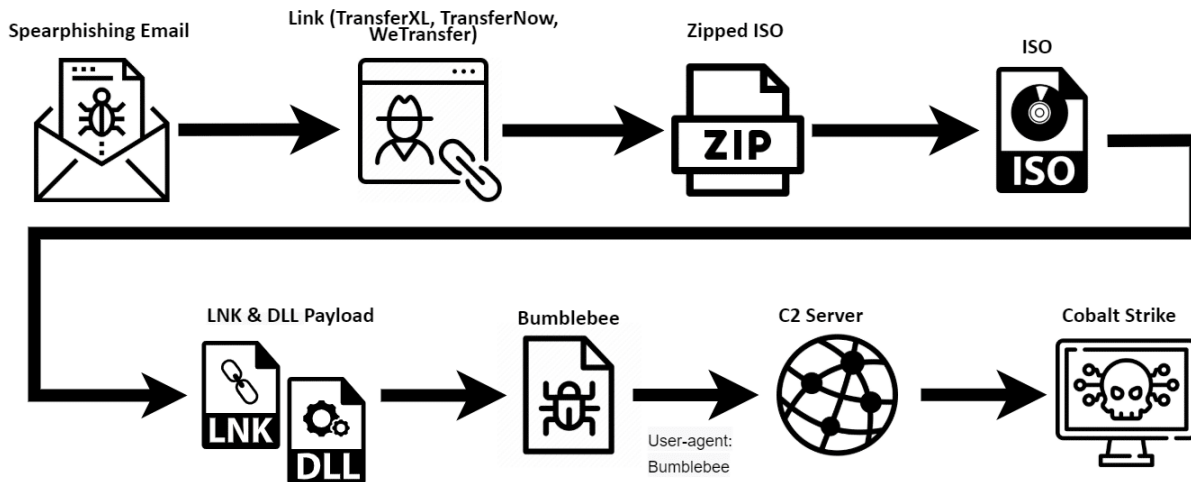 Spearphishing Email
Link (TransferXL, TransferNow,
WeTransfer)
Zipped ISO
ISO
ZIP
ISO
LNK & DLL Payload
Bumblebee
C2 Server
Cobalt Strike
LNK
DLL
User-agent:
Bumblebee